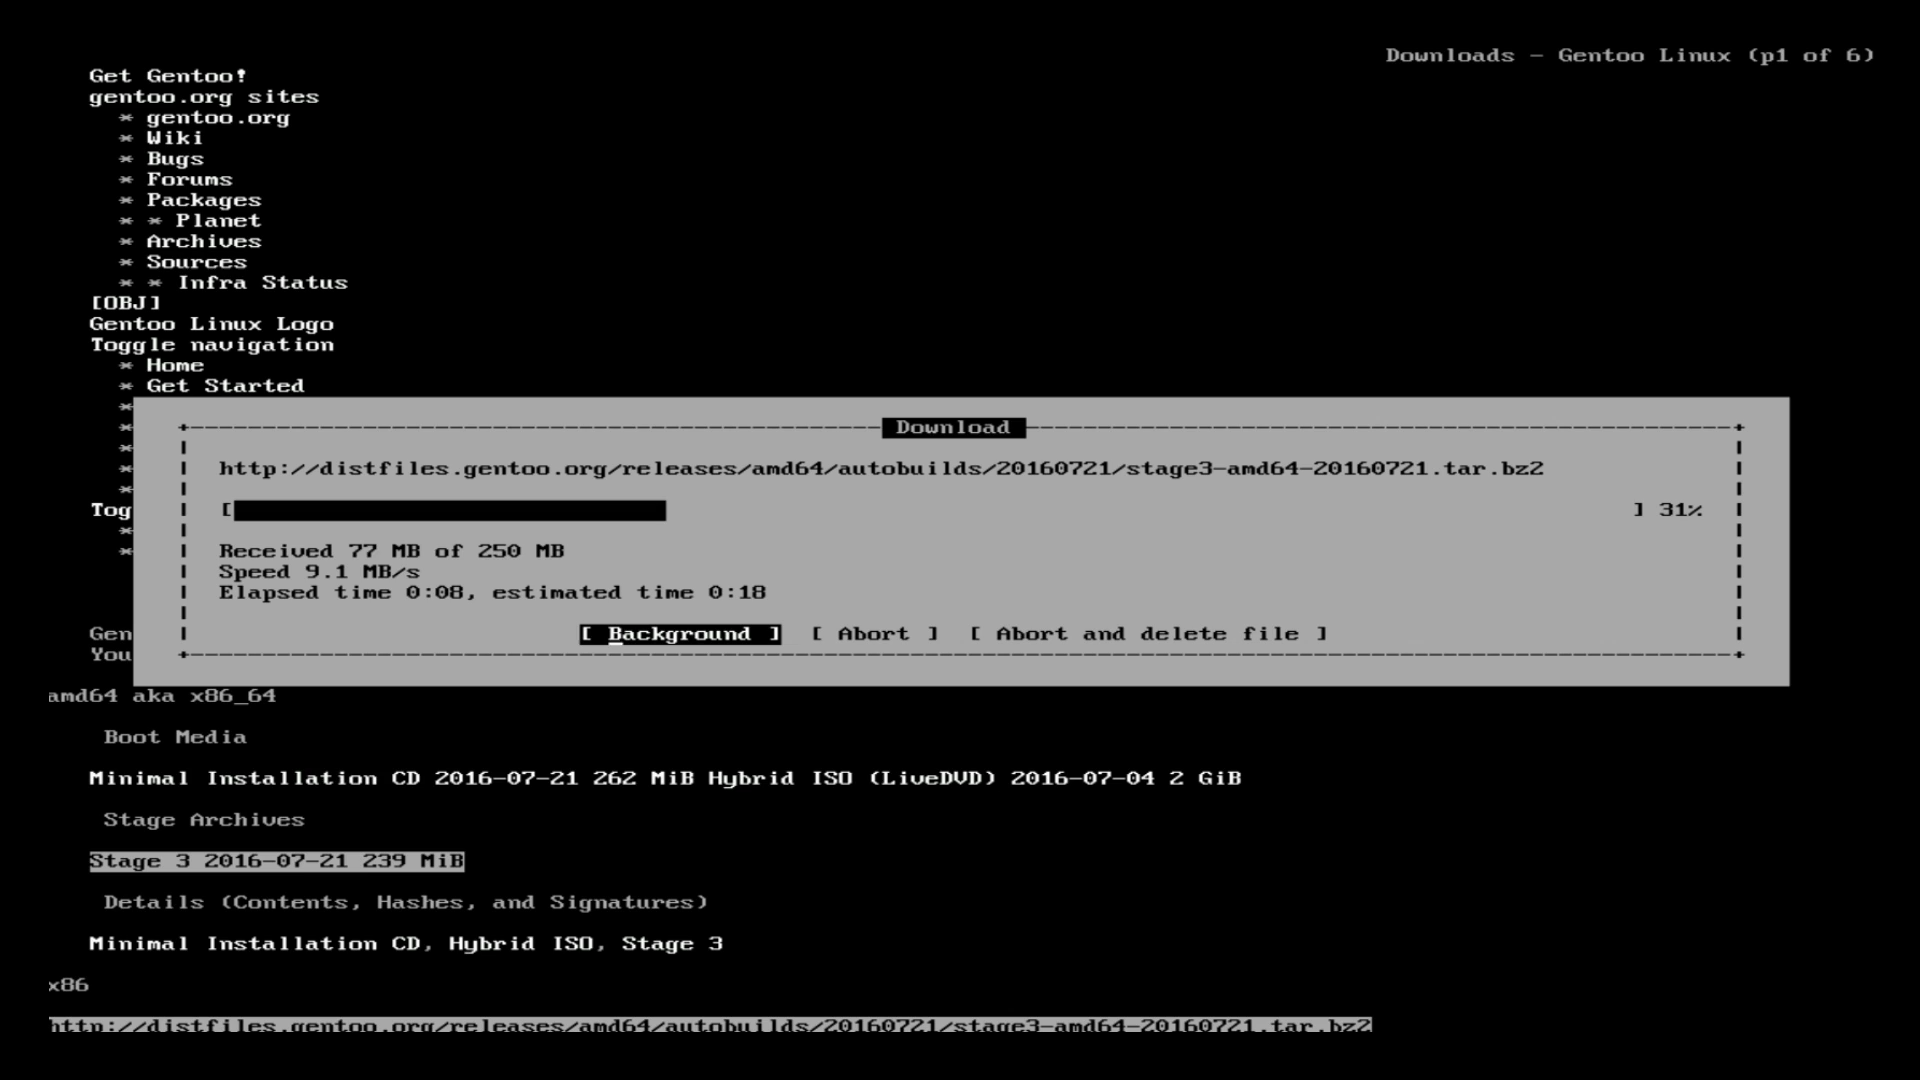 Downloads - Gentoo Linux (p1 of 6)
Get Gentoo!
gentoo.org sites
* gentoo.org
* Wiki
* Bugs
* Forums
* Packages
* * Planet
* Archives
* Sources
* * Infra Status
[OBJ]
Gentoo Linux Logo
Toggle navigation
* Home
* Get Started
*
*
*
*
*
Tog
*
*
Download
http://distfiles.gentoo.org/releases/amd64/autobuilds/20160721/stage3-amd64-20160721.tar.bz2
[ ] 31%
Received 77 MB of 250 MB
Speed 9.1 MB/s
Elapsed time 0:08, estimated time 0:18
[ Background ] [ Abort ] [ Abort and delete file ]
Gen
You
amd64 aka x86_64
Boot Media
Minimal Installation CD 2016-07-21 262 MiB Hybrid ISO (LiveDVD) 2016-07-04 2 GiB
Stage Archives
Stage 3 2016-07-21 239 MiB
Details (Contents, Hashes, and Signatures)
Minimal Installation CD, Hybrid ISO, Stage 3
x86
http://distfiles.gentoo.org/releases/amd64/autobuilds/20160721/stage3-amd64-20160721.tar.bz2